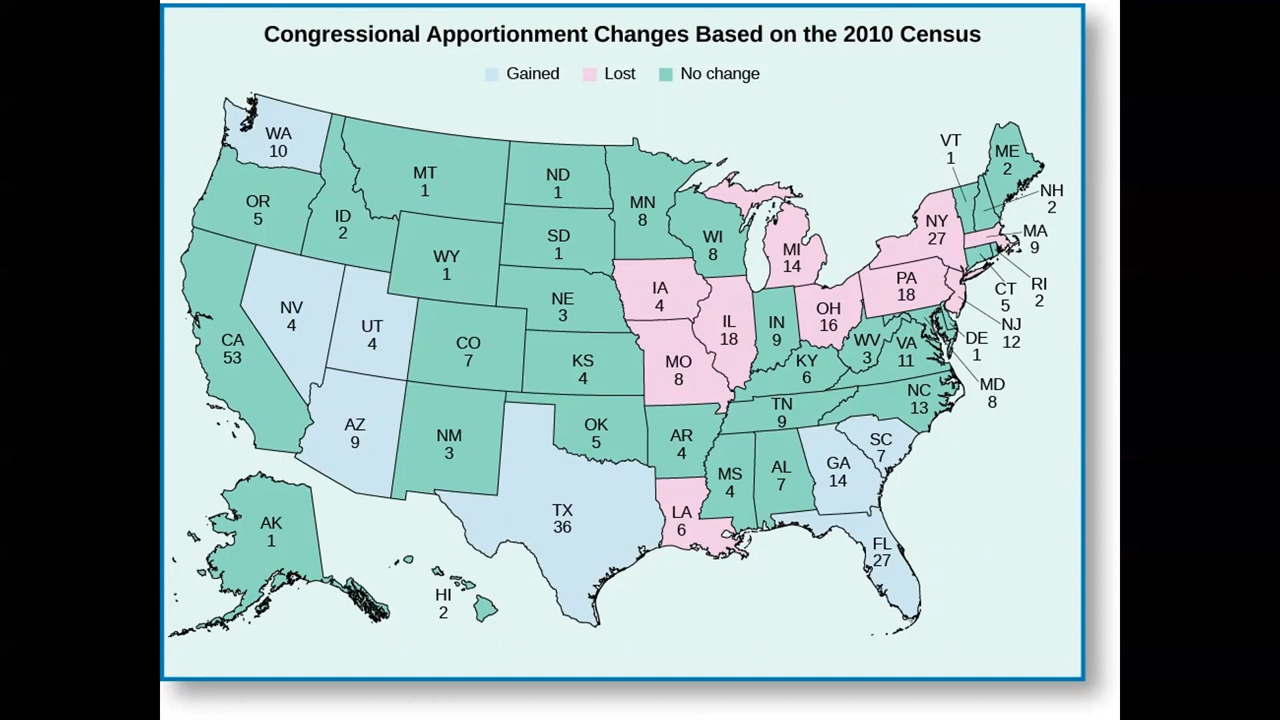 Congressional Apportionment Changes Based on the 2010 Census
Gained
Lost
No change
WA
10
OR
5
CA
53
ID
2
NV
4
MT
1
WY
1
UT
4
AZ
9
CO
7
NM
3
ND
1
SD
1
NE
3
KS
4
OK
5
TX
36
MN
8
IA
4
MO
8
AR
4
LA
6
WI
8
IL
18
MI
14
IN
9
OH
16
KY
6
TN
9
MS
4
AL
7
GA
14
SC
7
FL
27
NC
13
WV
3
VA
11
PA
18
NY
27
VT
1
ME
2
NH
2
MA
9
RI
2
CT
5
NJ
12
DE
1
MD
8
AK
1
HI
2